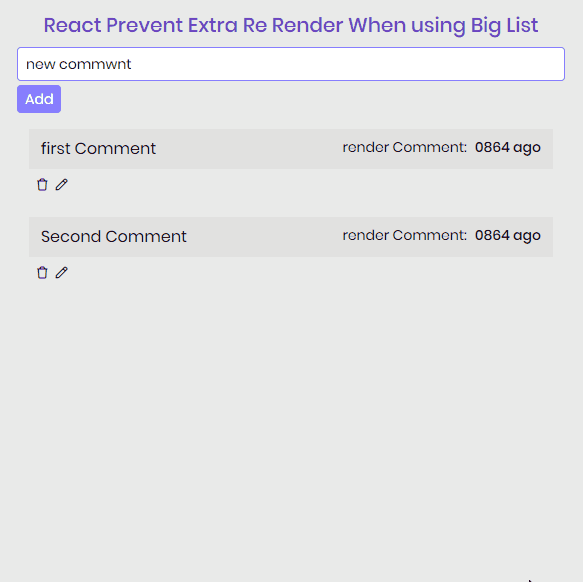 React Prevent Extra Re Render When using Big List
new commwnt
Add
first Comment render Comment: 0864 ago
Second Comment render Comment: 0864 ago